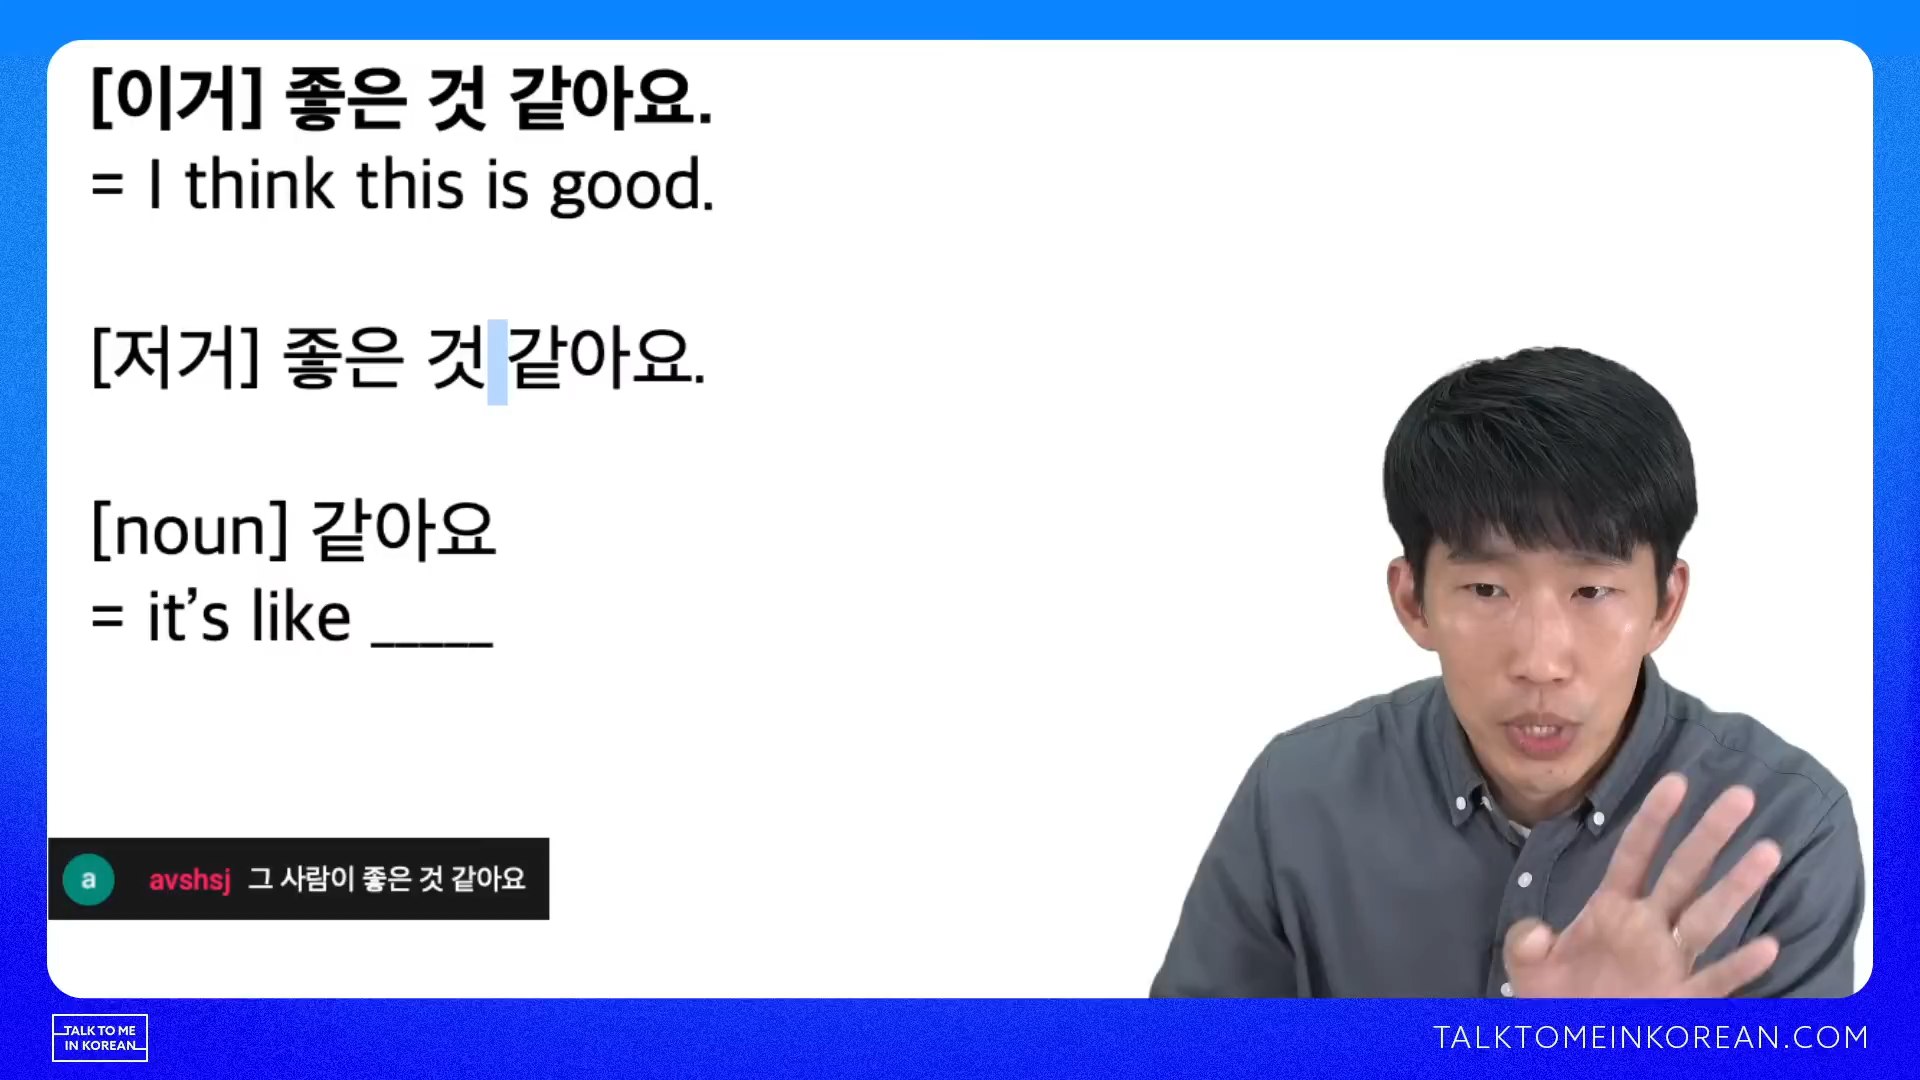 [이거] 좋은 것 같아요.
= I think this is good.
[저거] 좋은 것 같아요.
[noun] 같아요
= it’s like _____
a avshsj 그 사람이 좋은 것 같아요
TALK TO ME
IN KOREAN
TALKTOMEINKOREAN.COM